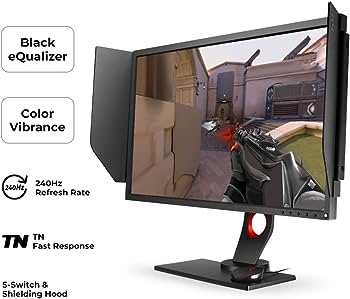 Black
eQualizer
Color
Vibrance
240Hz
240Hz
Refresh Rate
TN
TN
Fast Response
S-Switch &
Shielding Hood